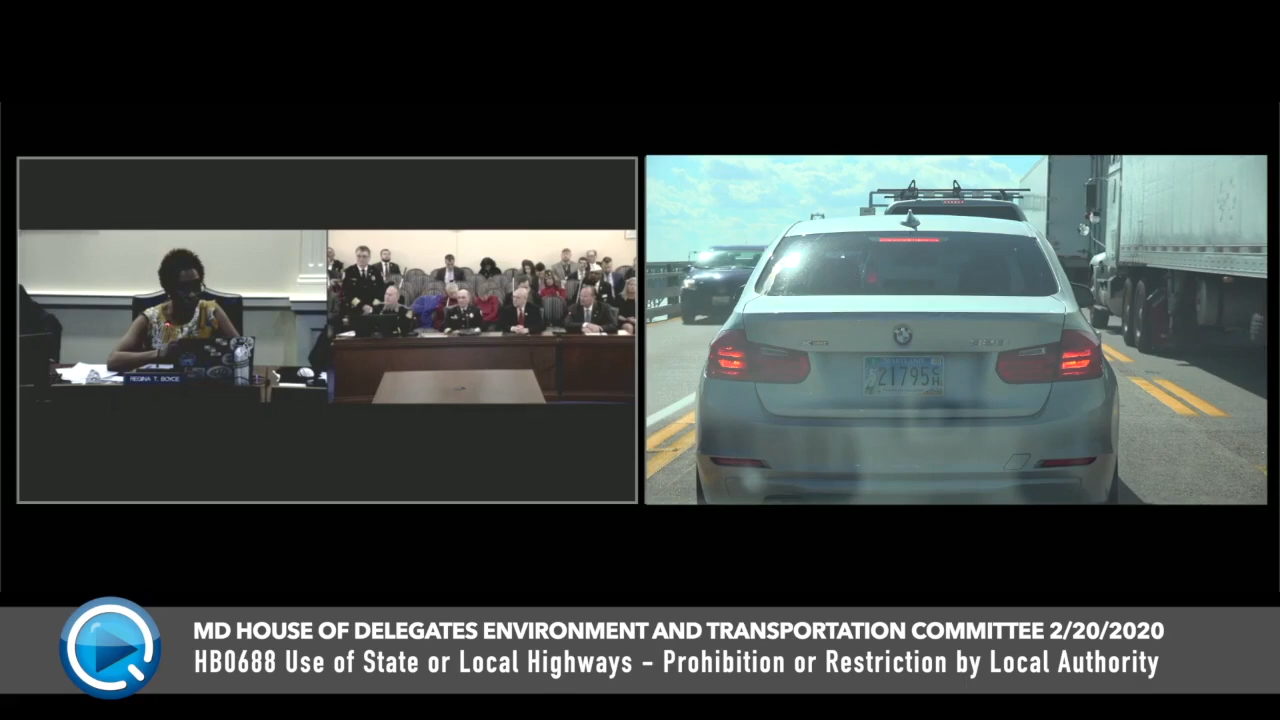 REGINA T. BOYCE
21795
MD HOUSE OF DELEGATES ENVIRONMENT AND TRANSPORTATION COMMITTEE 2/20/2020
HB0688 Use of State or Local Highways – Prohibition or Restriction by Local Authority